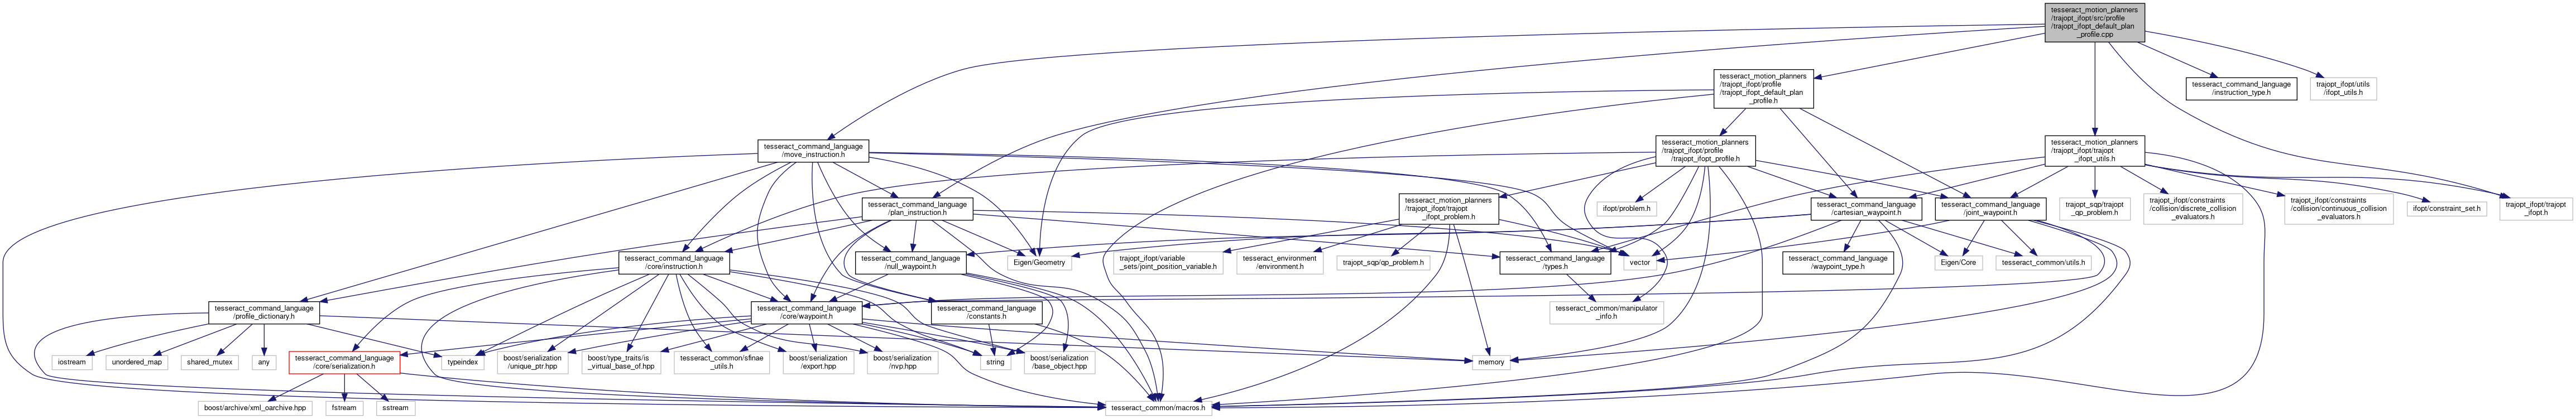 tesseract_motion_planners
/trajopt_ifopt/src/profile
/trajopt_ifopt_default_plan
_profile.cpp
tesseract_motion_planners
/trajopt_ifopt/profile
/trajopt_ifopt_default_plan
_profile.h
tesseract_command_language
/instruction_type.h
trajopt_ifopt/utils
/ifopt_utils.h
tesseract_command_language
/move_instruction.h
tesseract_motion_planners
/trajopt_ifopt/profile
/trajopt_ifopt_profile.h
tesseract_motion_planners
/trajopt_ifopt/trajopt
_ifopt_utils.h
tesseract_command_language
/plan_instruction.h
tesseract_motion_planners
/trajopt_ifopt/trajopt
_ifopt_problem.h
ifopt/problem.h
tesseract_command_language
/cartesian_waypoint.h
tesseract_command_language
/joint_waypoint.h
trajopt_sqp/trajopt
_qp_problem.h
trajopt_ifopt/constraints
/collision/discrete_collision
_evaluators.h
trajopt_ifopt/constraints
/collision/continuous_collision
_evaluators.h
ifopt/constraint_set.h
trajopt_ifopt/trajopt
_ifopt.h
tesseract_command_language
/core/instruction.h
tesseract_command_language
/null_waypoint.h
Eigen/Geometry
trajopt_ifopt/variable
_sets/joint_position_variable.h
tesseract_environment
/environment.h
trajopt_sqp/qp_problem.h
tesseract_command_language
/types.h
vector
tesseract_command_language
/waypoint_type.h
Eigen/Core
tesseract_common/utils.h
tesseract_command_language
/profile_dictionary.h
tesseract_command_language
/core/waypoint.h
tesseract_command_language
/constants.h
tesseract_common/manipulator
_info.h
iostream
unordered_map
shared_mutex
any
tesseract_command_language
/core/serialization.h
typeindex
boost/serialization
/unique_ptr.hpp
boost/type_traits/is
_virtual_base_of.hpp
tesseract_common/sfinae
_utils.h
boost/serialization
/export.hpp
boost/serialization
/nvp.hpp
string
boost/serialization
/base_object.hpp
memory
boost/archive/xml_oarchive.hpp
fstream
sstream
tesseract_common/macros.h